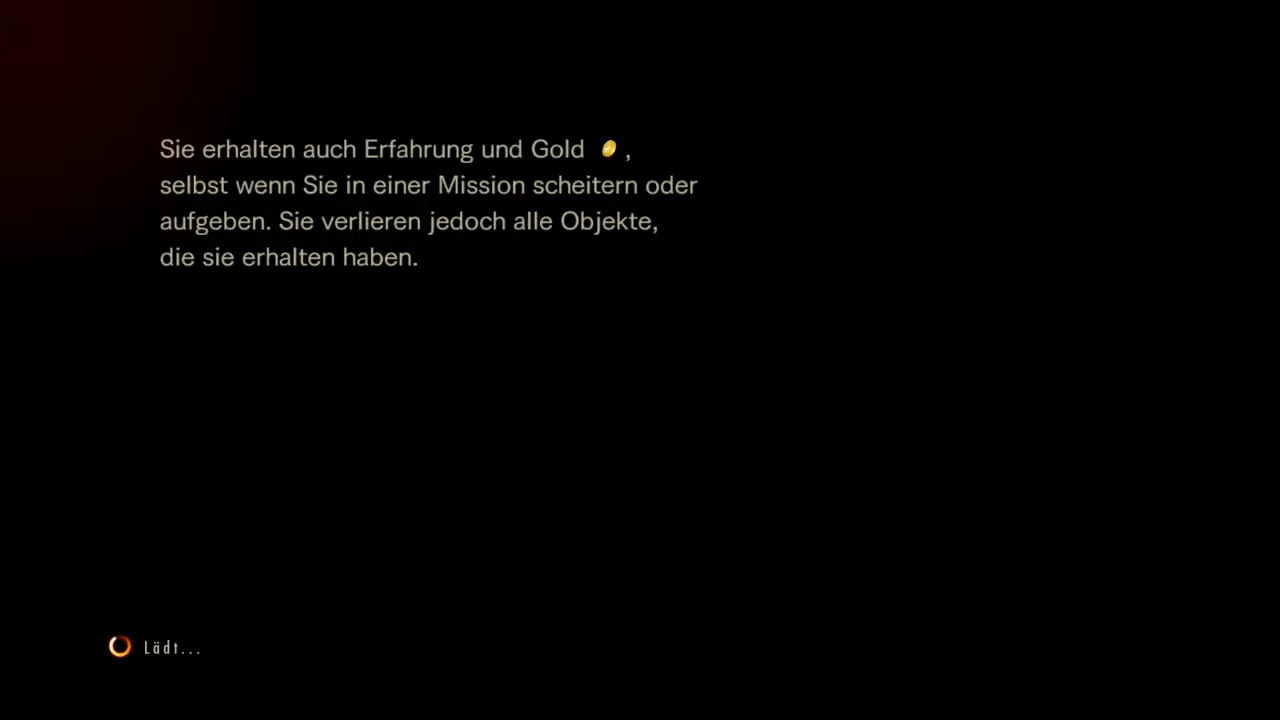 Sie erhalten auch Erfahrung und Gold ,
selbst wenn Sie in einer Mission scheitern oder
aufgeben. Sie verlieren jedoch alle Objekte,
die sie erhalten haben.
Lädt...